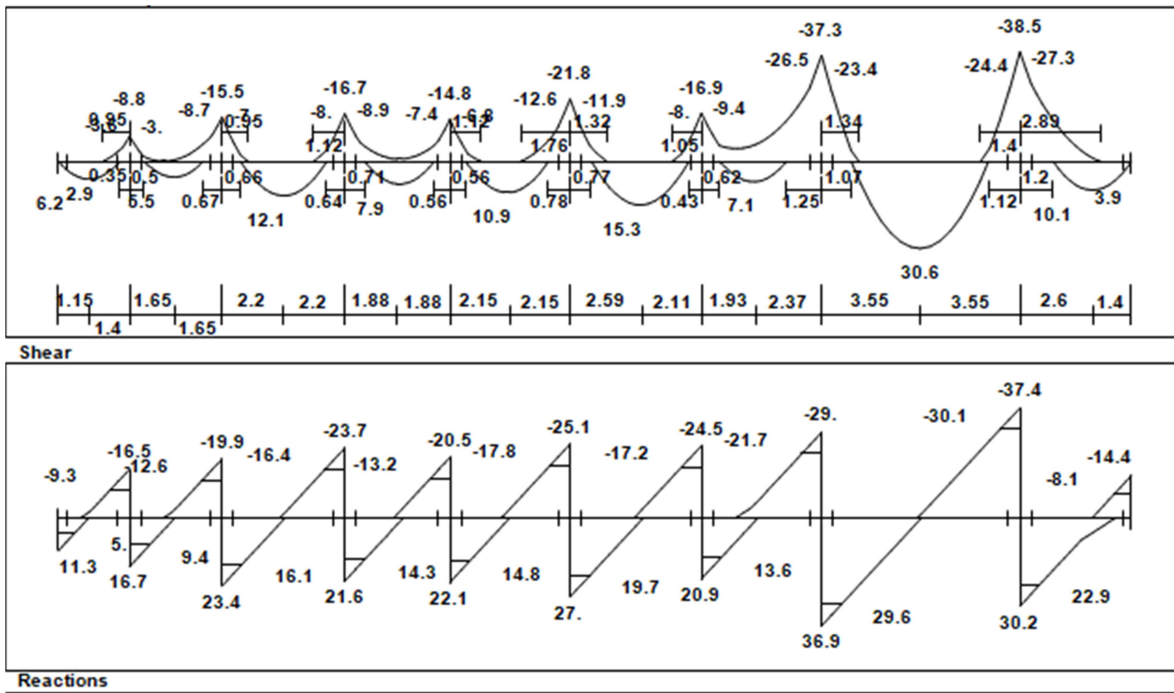 -37.3 -38.5
-26.5 -23.4 -24.4 -27.3
-8.8 -15.5 -16.7 -14.8 -21.8 -16.9
-3. -8.7 -8. -8.9 -7.4 -6.8 -12.6 -11.9 -8. -9.4
0.95 0.95 1.12 1.12 1.76 1.32 1.05 1.34 1.4 2.89
0.35 0.5 0.67 0.66 0.64 0.71 0.56 0.56 0.78 0.77 0.43 0.62 1.25 1.07 1.12 1.2
6.2 2.9 5.5 12.1 7.9 10.9 15.3 7.1 30.6 10.1 3.9
1.15 1.65 2.2 2.2 1.88 1.88 2.15 2.15 2.59 2.11 1.93 2.37 3.55 3.55 2.6 1.4
1.4 1.65
Shear
-37.4
-9.3 -16.5 -19.9 -23.7 -20.5 -25.1 -24.5 -29. -30.1
-12.6 -16.4 -13.2 -17.8 -17.2 -21.7 -8.1 -14.4
11.3 5. 9.4 16.1 14.3 14.8 19.7 13.6 29.6 22.9
16.7 23.4 21.6 22.1 27. 20.9 36.9 30.2
Reactions